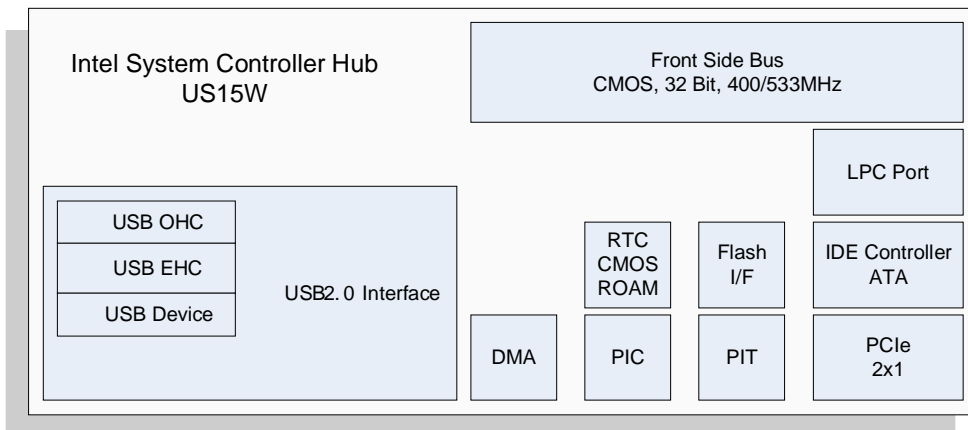 Intel System Controller Hub
US15W
Front Side Bus
CMOS, 32 Bit, 400/533MHz
LPC Port
USB OHC
USB EHC
USB Device
USB2.0 Interface
RTC
CMOS
ROAM
Flash
I/F
IDE Controller
ATA
DMA
PIC
PIT
PCIe
2x1